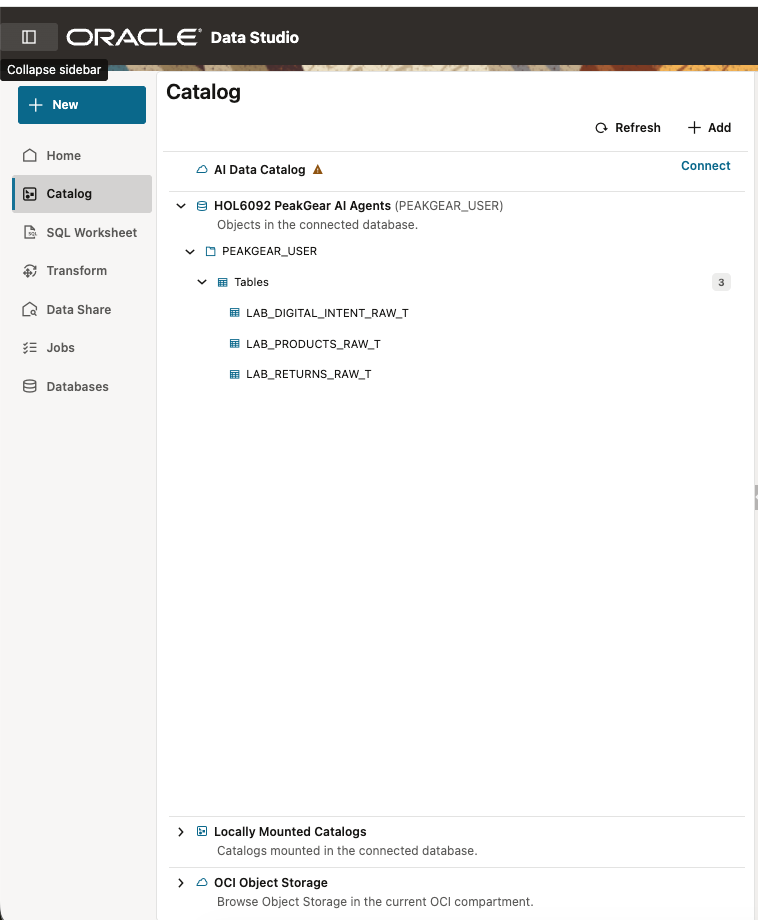 ORACLE Data Studio
Collapse sidebar
New
Home
Catalog
SQL Worksheet
Transform
Data Share
Jobs
Databases
Catalog
Refresh
Add
AI Data Catalog
Connect
HOL6092 PeakGear AI Agents (PEAKGEAR_USER)
Objects in the connected database.
PEAKGEAR_USER
Tables 3
LAB_DIGITAL_INTENT_RAW_T
LAB_PRODUCTS_RAW_T
LAB_RETURNS_RAW_T
Locally Mounted Catalogs
Catalogs mounted in the connected database.
OCI Object Storage
Browse Object Storage in the current OCI compartment.